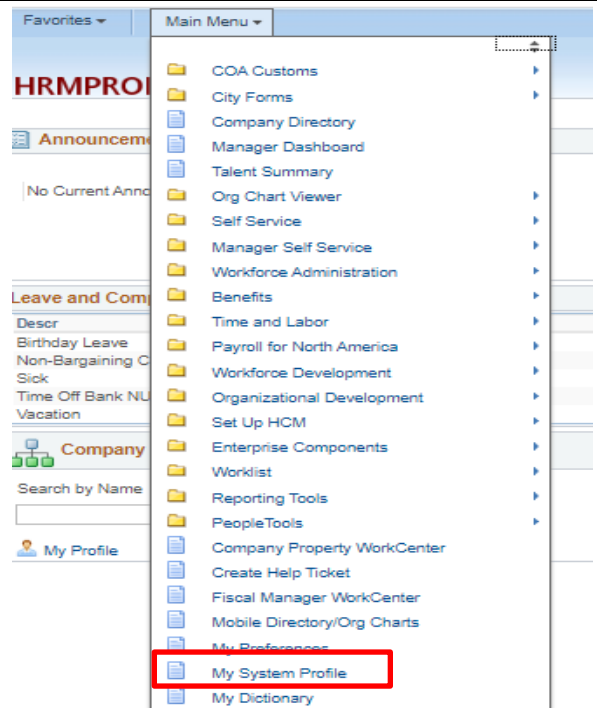 Favorites Main Menu
HRMPROI
Announceme
No Current Anno
Leave and Comp
Descr
Birthday Leave
Non-Bargaining C
Sick
Time Off Bank NU
Vacation
Company
Search by Name
My Profile
COA Customs
City Forms
Company Directory
Manager Dashboard
Talent Summary
Org Chart Viewer
Self Service
Manager Self Service
Workforce Administration
Benefits
Time and Labor
Payroll for North America
Workforce Development
Organizational Development
Set Up HCM
Enterprise Components
Worklist
Reporting Tools
PeopleTools
Company Property WorkCenter
Create Help Ticket
Fiscal Manager WorkCenter
Mobile Directory/Org Charts
My Preferences
My System Profile
My Dictionary